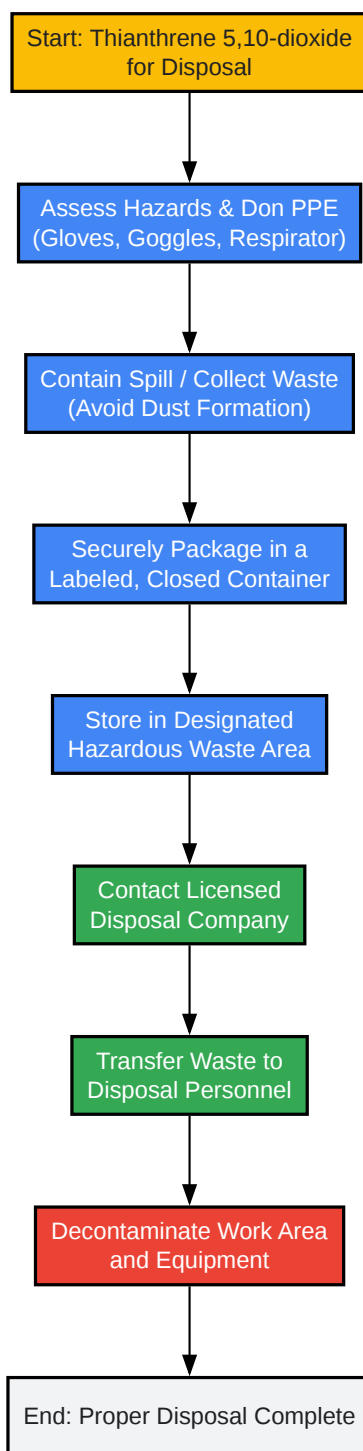 Start: Thianthrene 5,10-dioxide
for Disposal
Assess Hazards & Don PPE
(Gloves, Goggles, Respirator)
Contain Spill / Collect Waste
(Avoid Dust Formation)
Securely Package in a
Labeled, Closed Container
Store in Designated
Hazardous Waste Area
Contact Licensed
Disposal Company
Transfer Waste to
Disposal Personnel
Decontaminate Work Area
and Equipment
End: Proper Disposal Complete